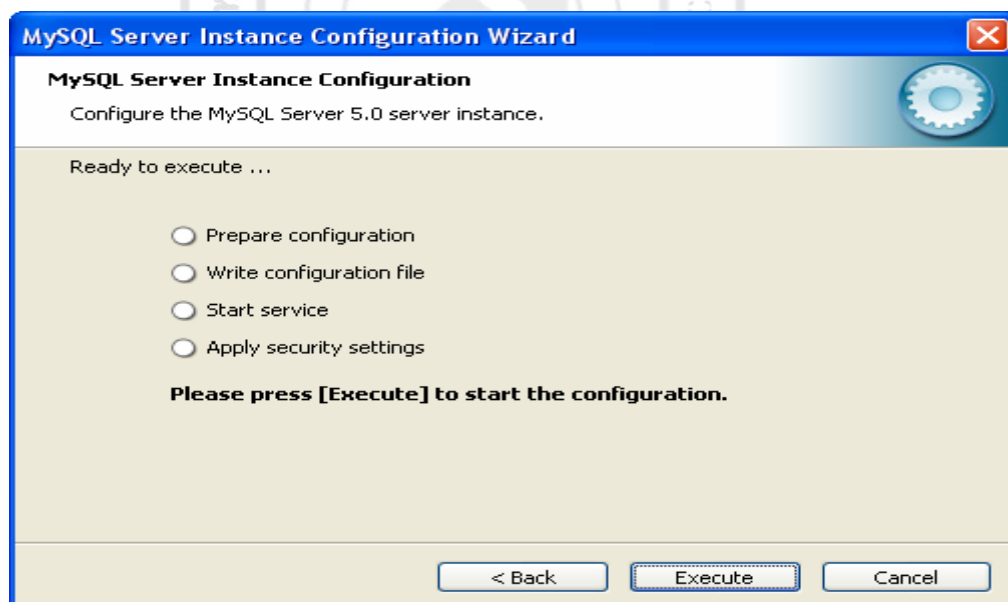 MySQL Server Instance Configuration Wizard
MySQL Server Instance Configuration
Configure the MySQL Server 5.0 server instance.
Ready to execute ...
Prepare configuration
Write configuration file
Start service
Apply security settings
Please press [Execute] to start the configuration.
< Back Execute Cancel